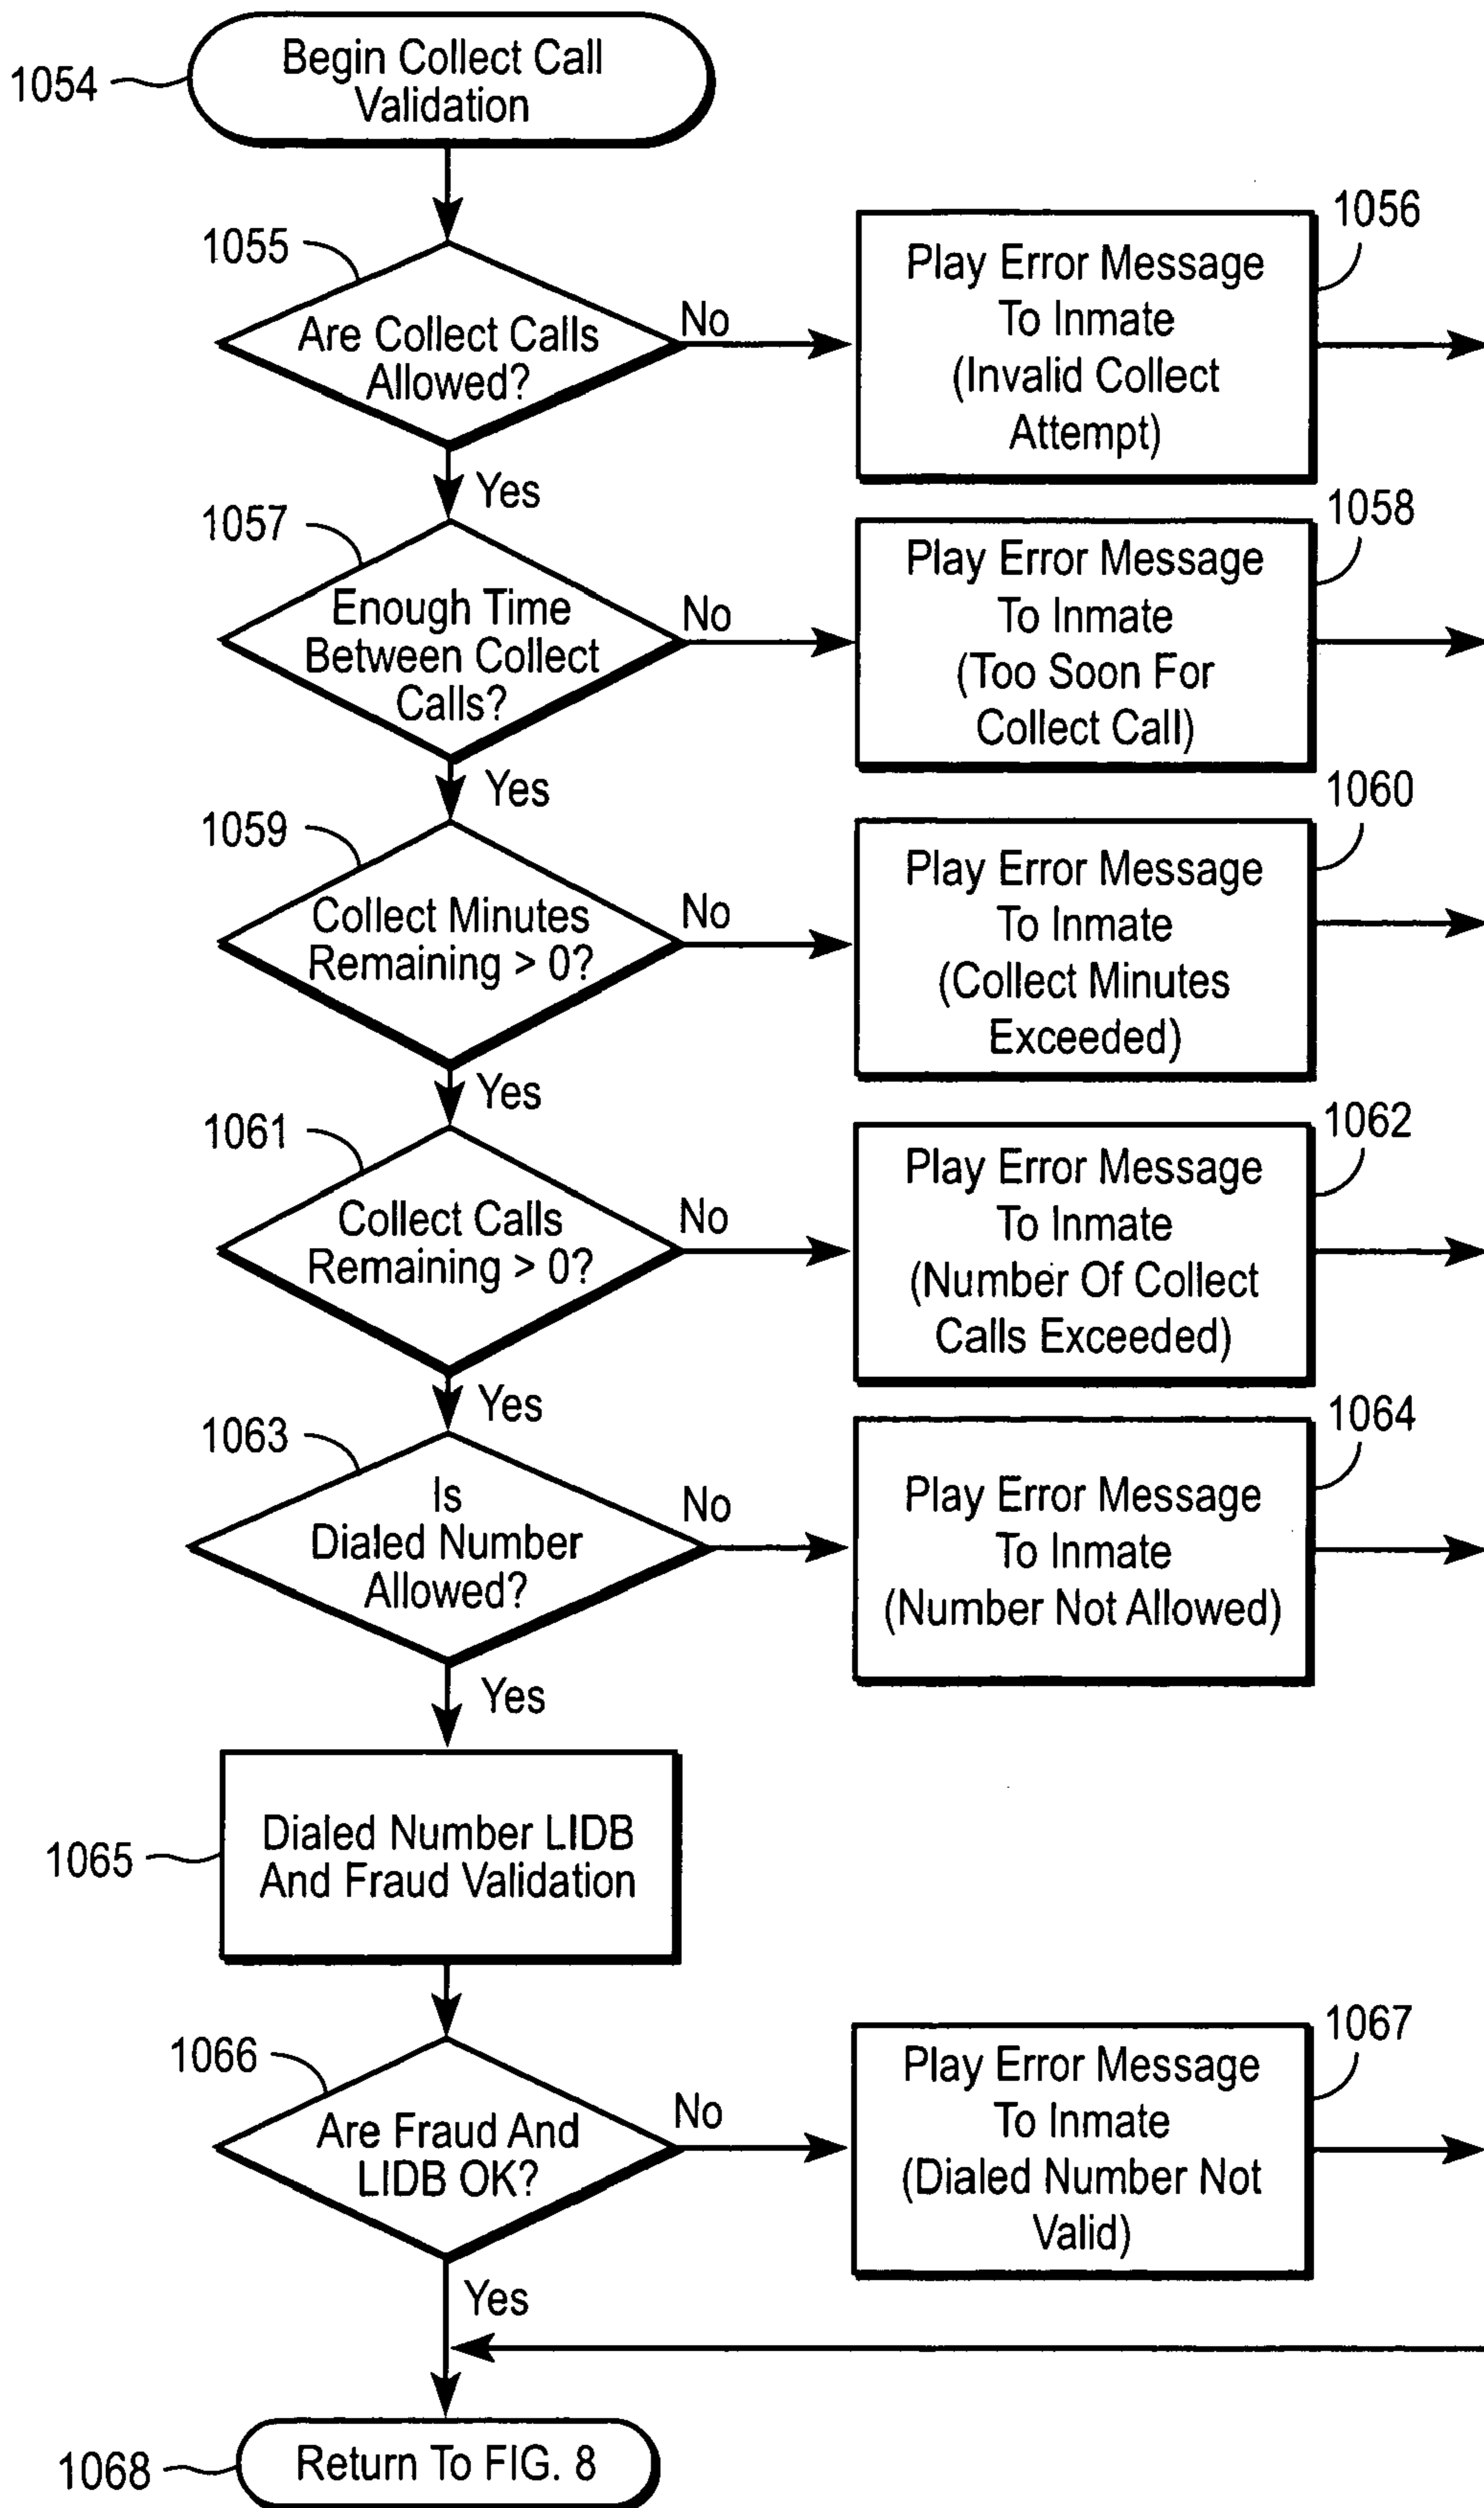 1054
Begin Collect Call
Validation
1055
Are Collect Calls
Allowed?
No
Yes
1056
Play Error Message
To Inmate
(Invalid Collect
Attempt)
1057
Enough Time
Between Collect
Calls?
No
Yes
1058
Play Error Message
To Inmate
(Too Soon For
Collect Call)
1059
Collect Minutes
Remaining > 0?
No
Yes
1060
Play Error Message
To Inmate
(Collect Minutes
Exceeded)
1061
Collect Calls
Remaining > 0?
No
Yes
1062
Play Error Message
To Inmate
(Number Of Collect
Calls Exceeded)
1063
Is
Dialed Number
Allowed?
No
Yes
1064
Play Error Message
To Inmate
(Number Not Allowed)
1065
Dialed Number LIDB
And Fraud Validation
1066
Are Fraud And
LIDB OK?
No
Yes
1067
Play Error Message
To Inmate
(Dialed Number Not
Valid)
1068
Return To FIG. 8